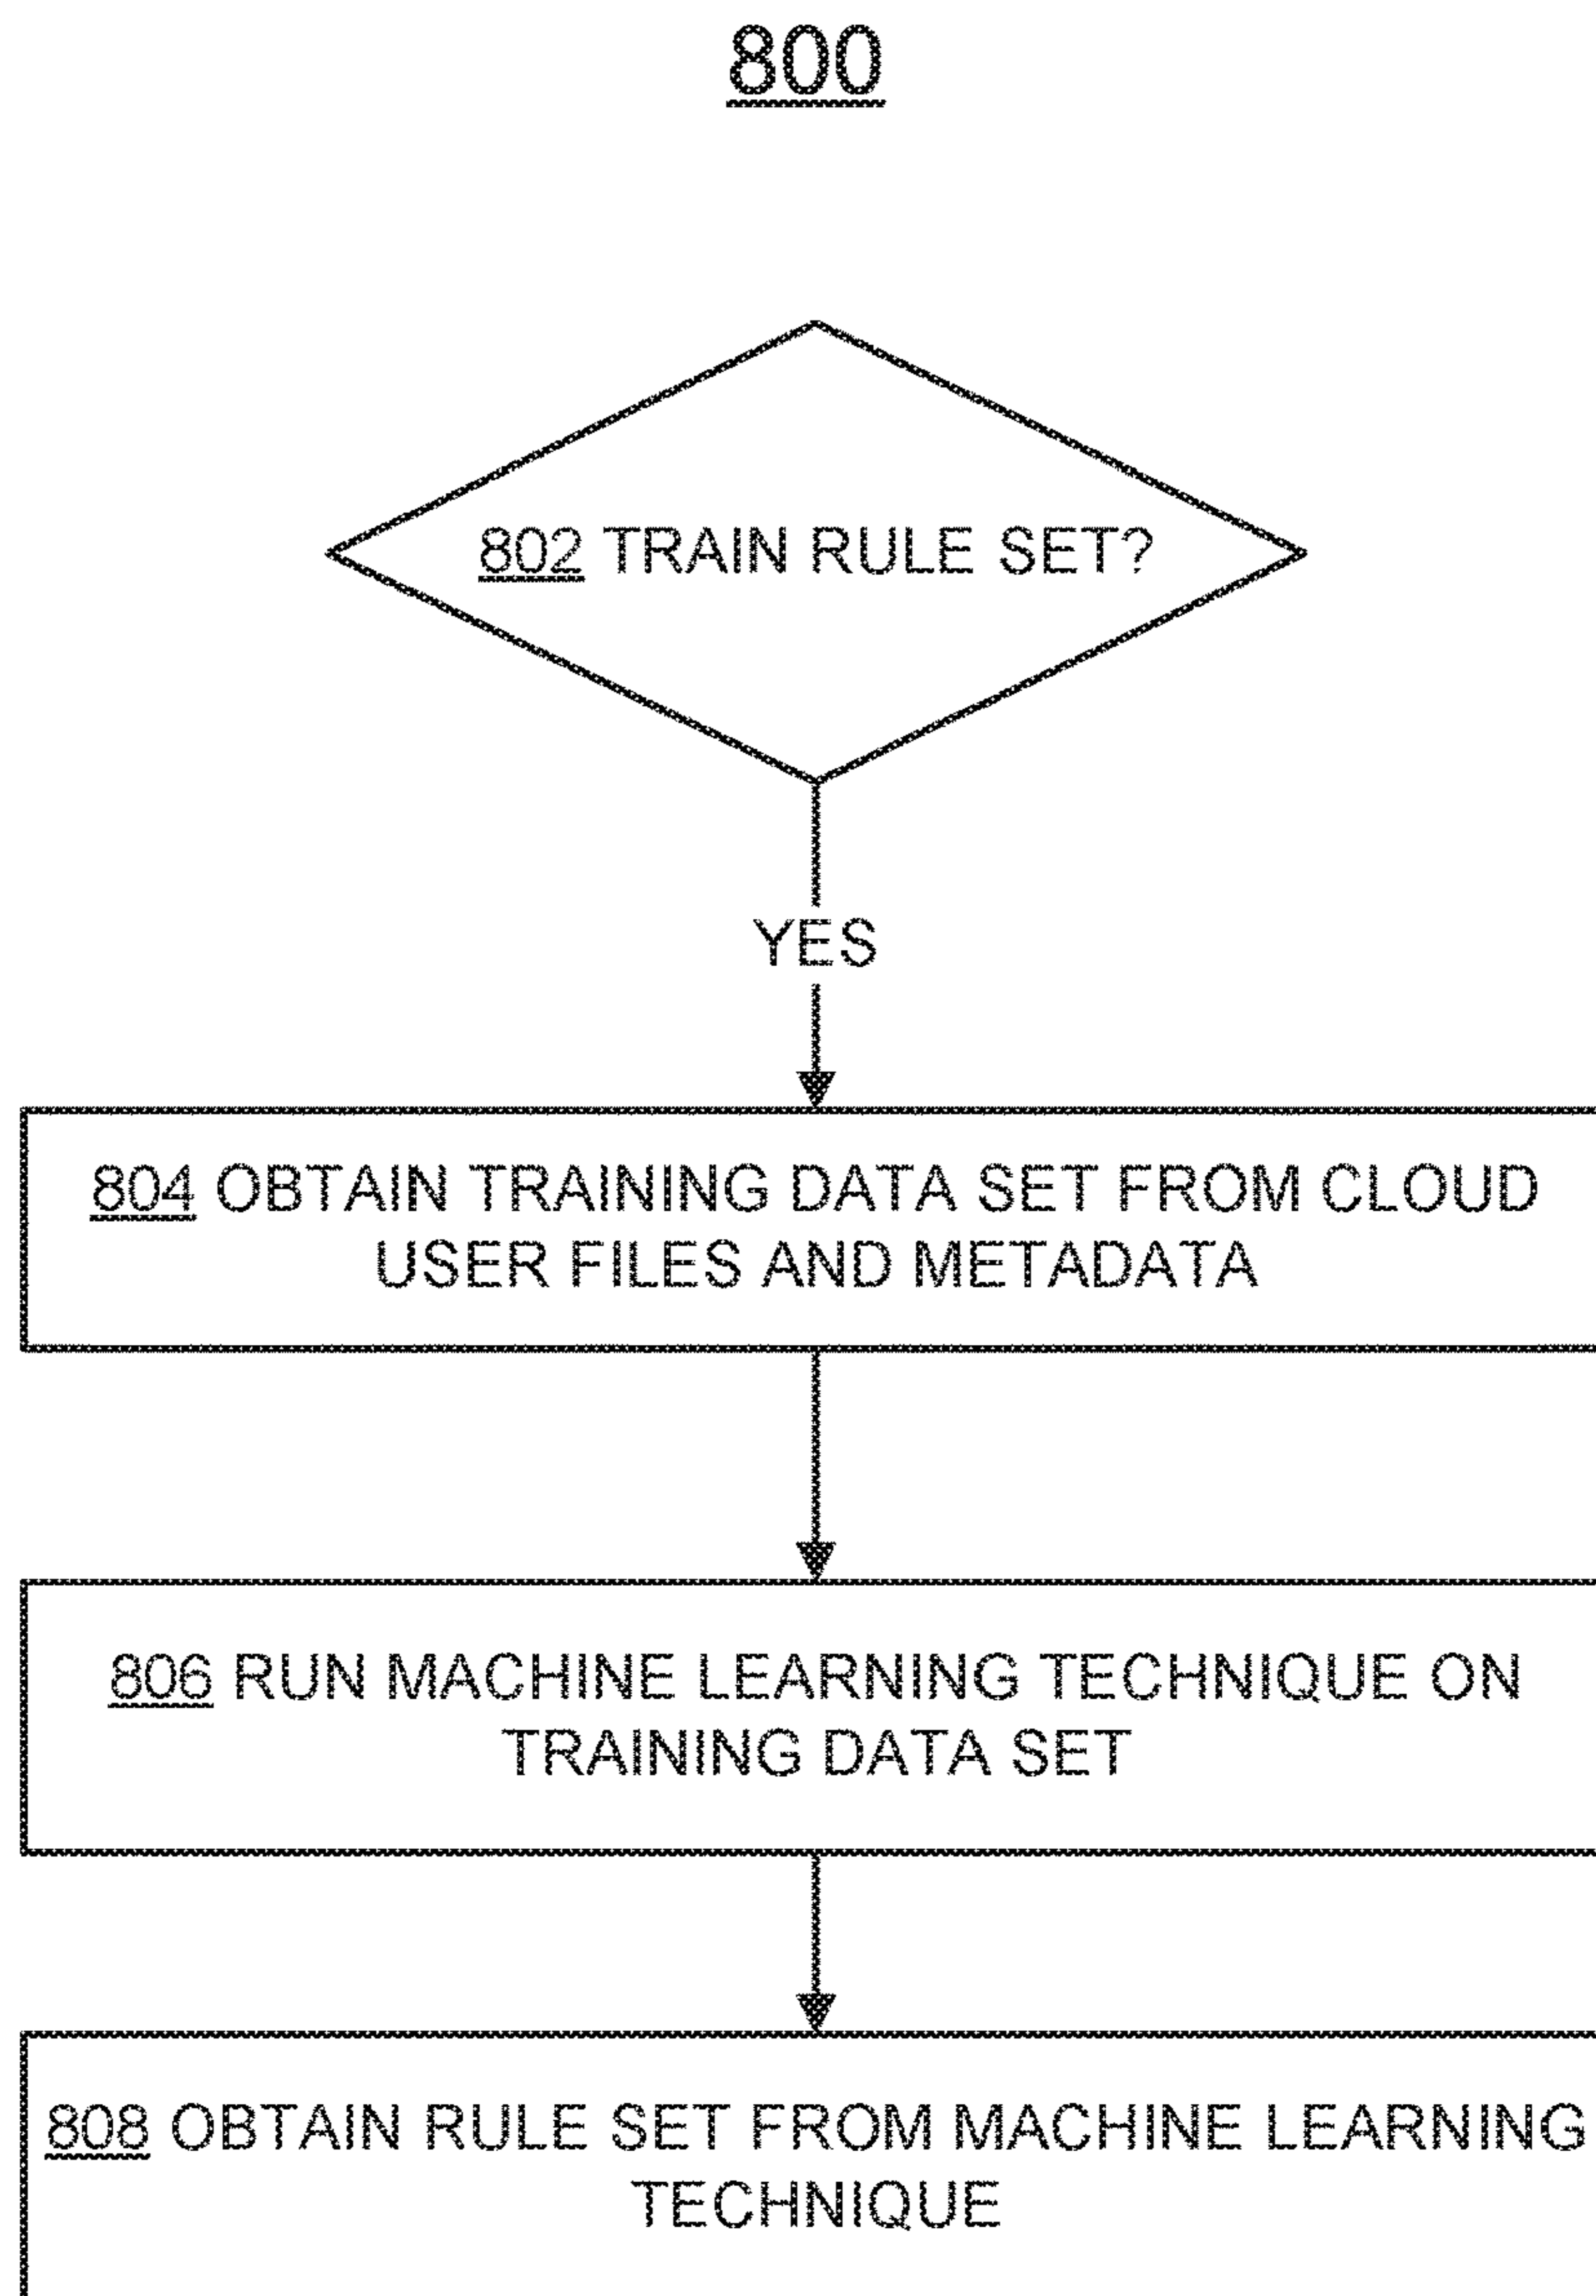 800
802 TRAIN RULE SET?
YES
804 OBTAIN TRAINING DATA SET FROM CLOUD
USER FILES AND METADATA
806 RUN MACHINE LEARNING TECHNIQUE ON
TRAINING DATA SET
808 OBTAIN RULE SET FROM MACHINE LEARNING
TECHNIQUE